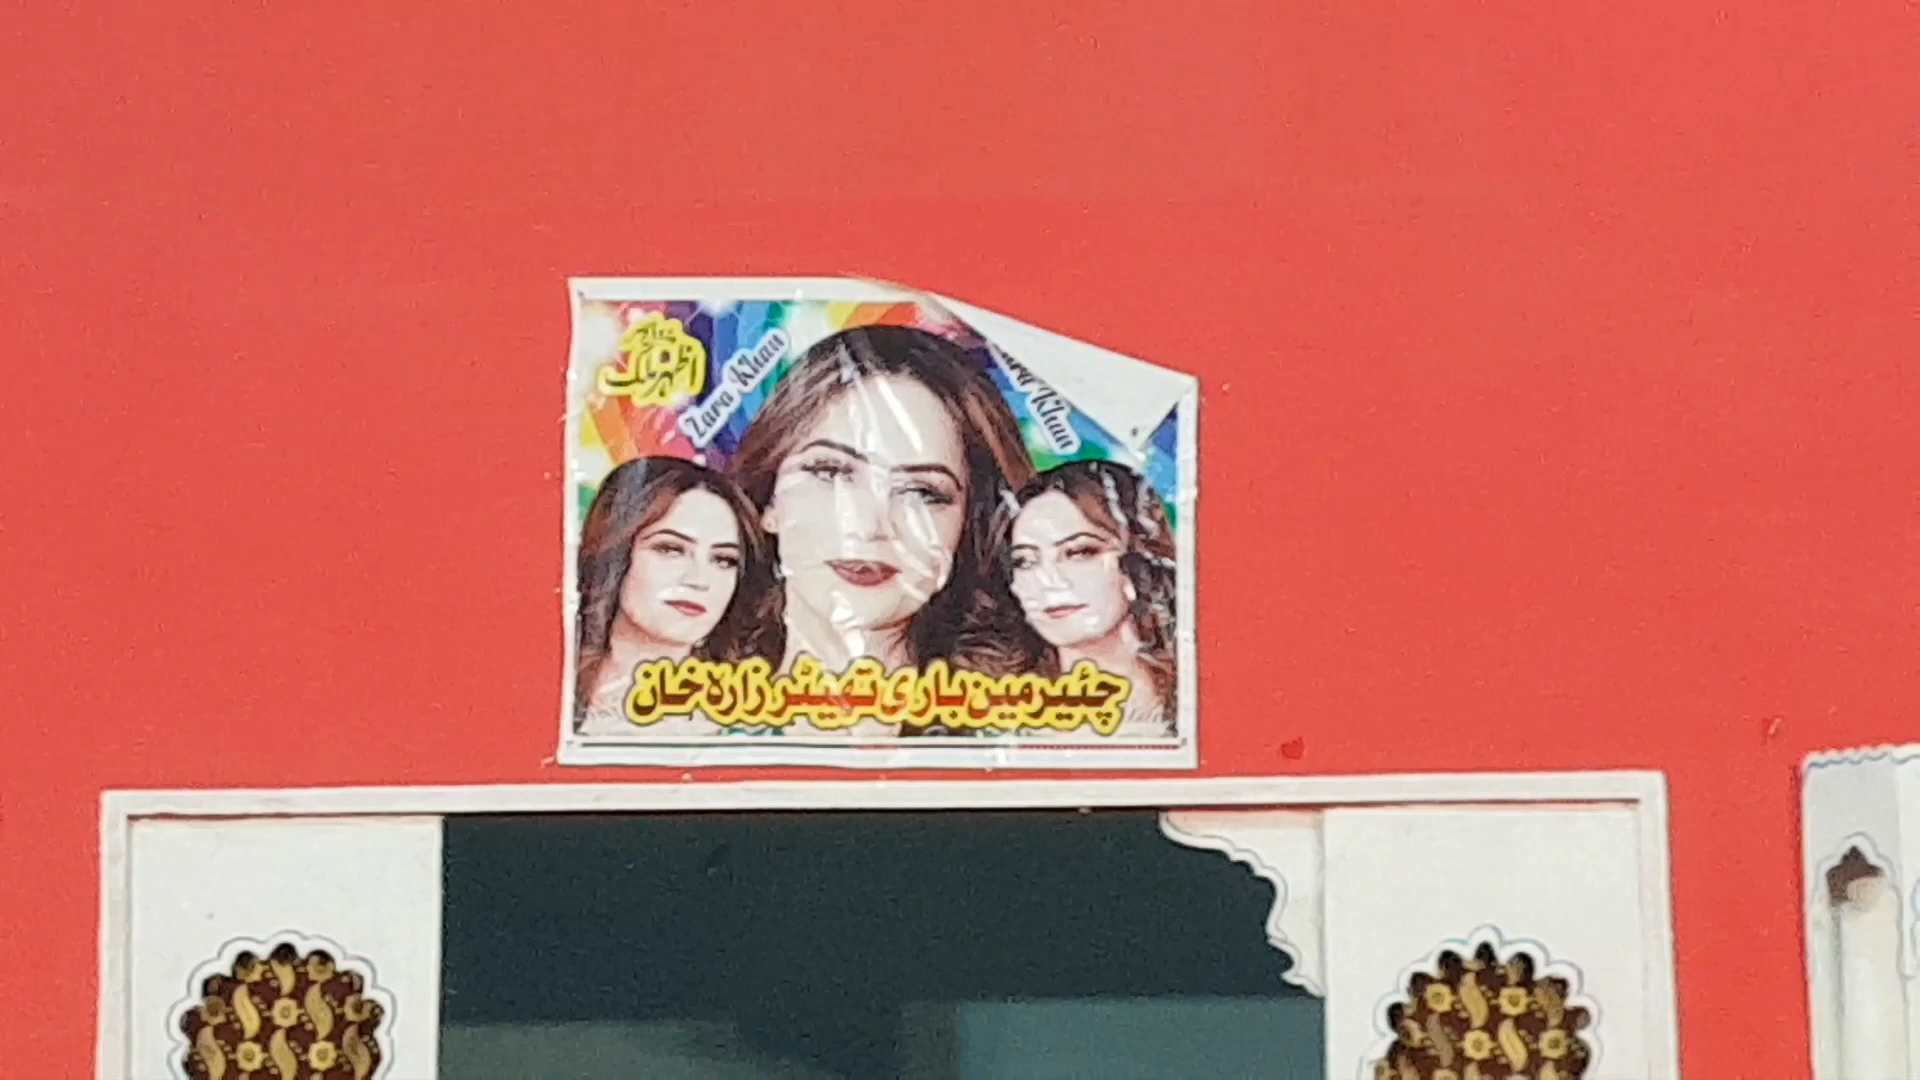 اظہر ملک
Zara Khan
Khan
چئیرمین باری تھیٹر زارہ خان